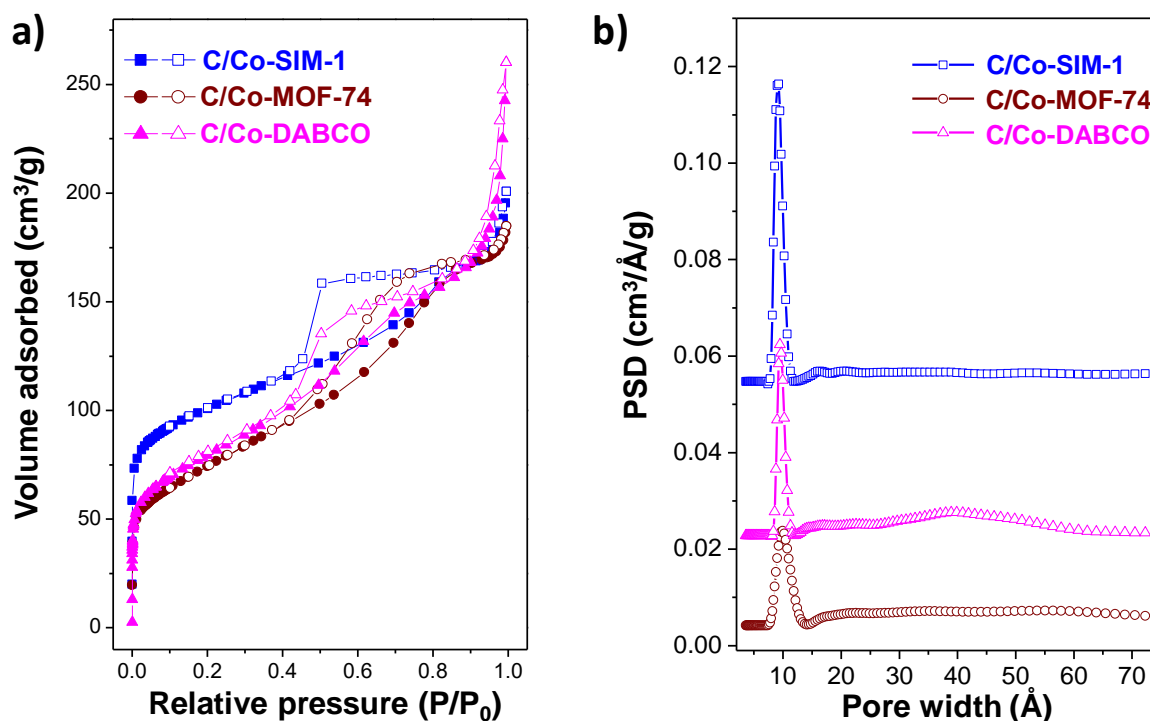 a)
C/Co-SIM-1
C/Co-MOF-74
C/Co-DABCO
Volume adsorbed (cm³/g)
250
200
150
100
50
0
0.0 0.2 0.4 0.6 0.8 1.0
Relative pressure (P/P₀)
b)
C/Co-SIM-1
C/Co-MOF-74
C/Co-DABCO
PSD (cm³/Å/g)
0.12
0.10
0.08
0.06
0.04
0.02
0.00
10 20 30 40 50 60 70
Pore width (Å)